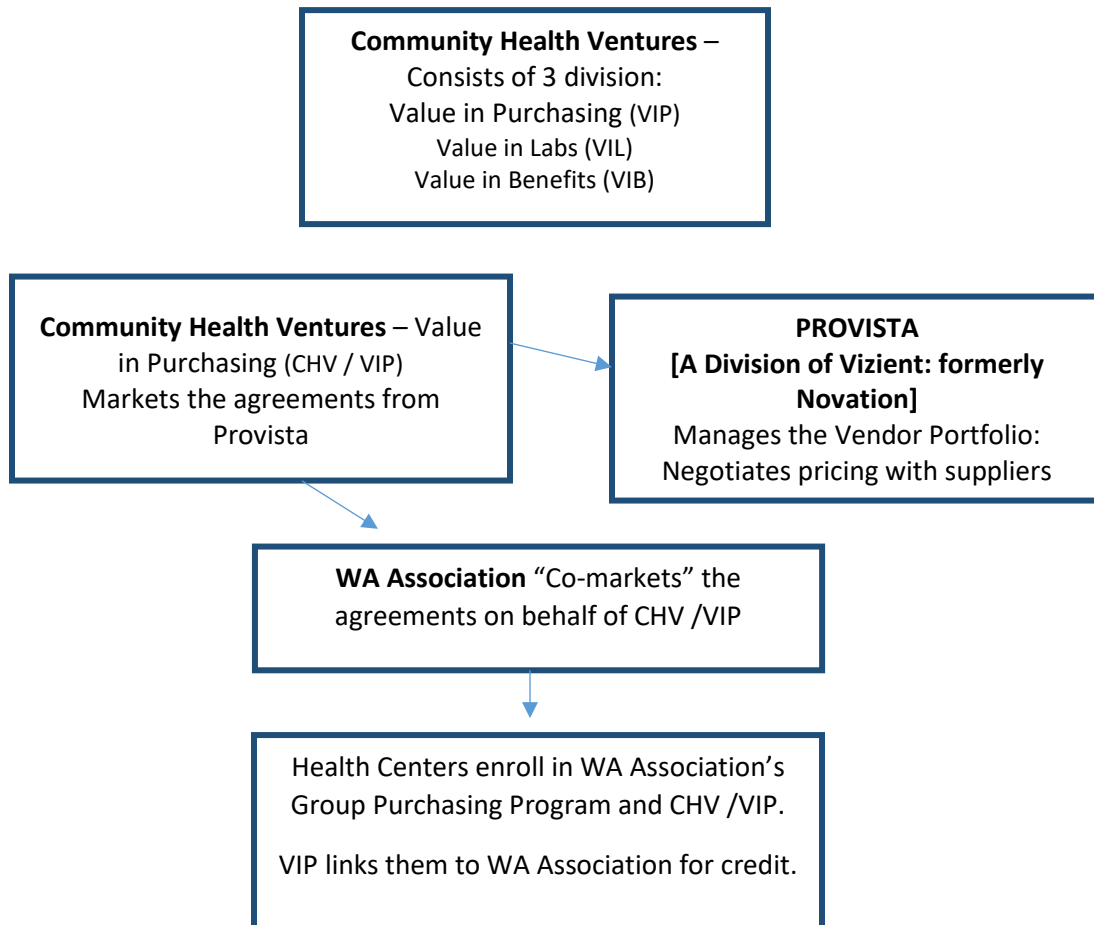 Community Health Ventures –
Consists of 3 division:
Value in Purchasing (VIP)
Value in Labs (VIL)
Value in Benefits (VIB)
Community Health Ventures – Value
in Purchasing (CHV / VIP)
Markets the agreements from
Provista
PROVISTA
[A Division of Vizient: formerly
Novation]
Manages the Vendor Portfolio:
Negotiates pricing with suppliers
WA Association “Co-markets” the
agreements on behalf of CHV /VIP
Health Centers enroll in WA Association’s
Group Purchasing Program and CHV /VIP.
VIP links them to WA Association for credit.